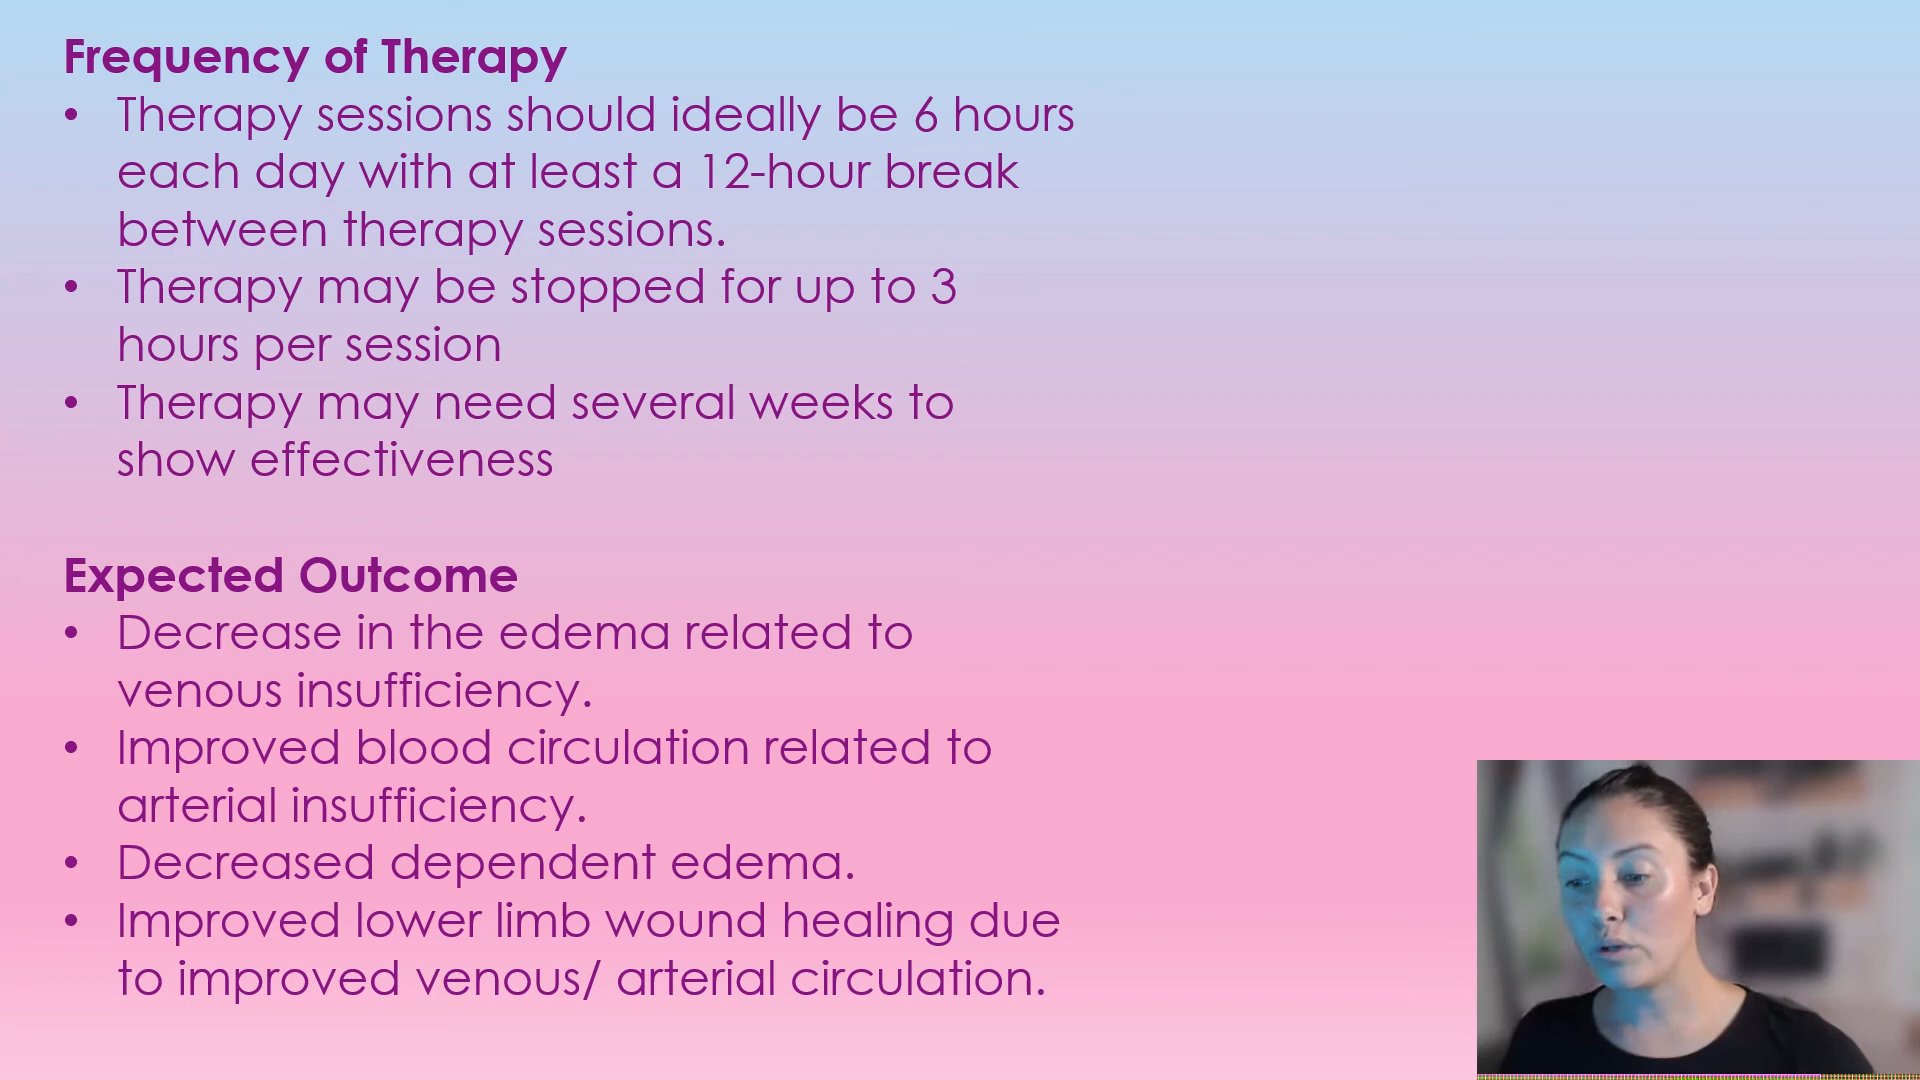 Frequency of Therapy
• Therapy sessions should ideally be 6 hours
each day with at least a 12-hour break
between therapy sessions.
• Therapy may be stopped for up to 3
hours per session
• Therapy may need several weeks to
show effectiveness
Expected Outcome
• Decrease in the edema related to
venous insufficiency.
• Improved blood circulation related to
arterial insufficiency.
• Decreased dependent edema.
• Improved lower limb wound healing due
to improved venous/ arterial circulation.